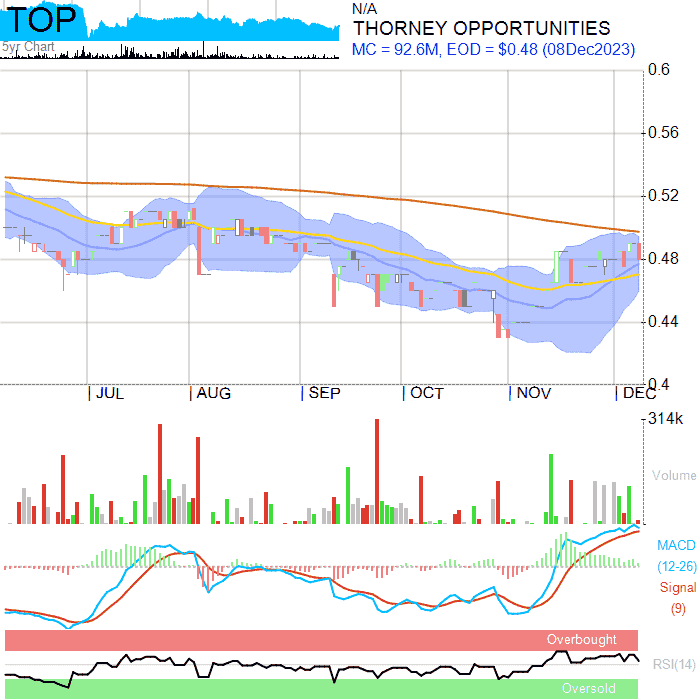 TOP
5yr Chart
N/A
THORNEY OPPORTUNITIES
MC = 92.6M, EOD = $0.48 (08Dec2023)
0.6
0.56
0.52
0.48
0.44
0.4
JUL AUG SEP OCT NOV DEC
314k
Volume
MACD
(12-26)
Signal
(9)
Overbought
RSI(14)
Oversold